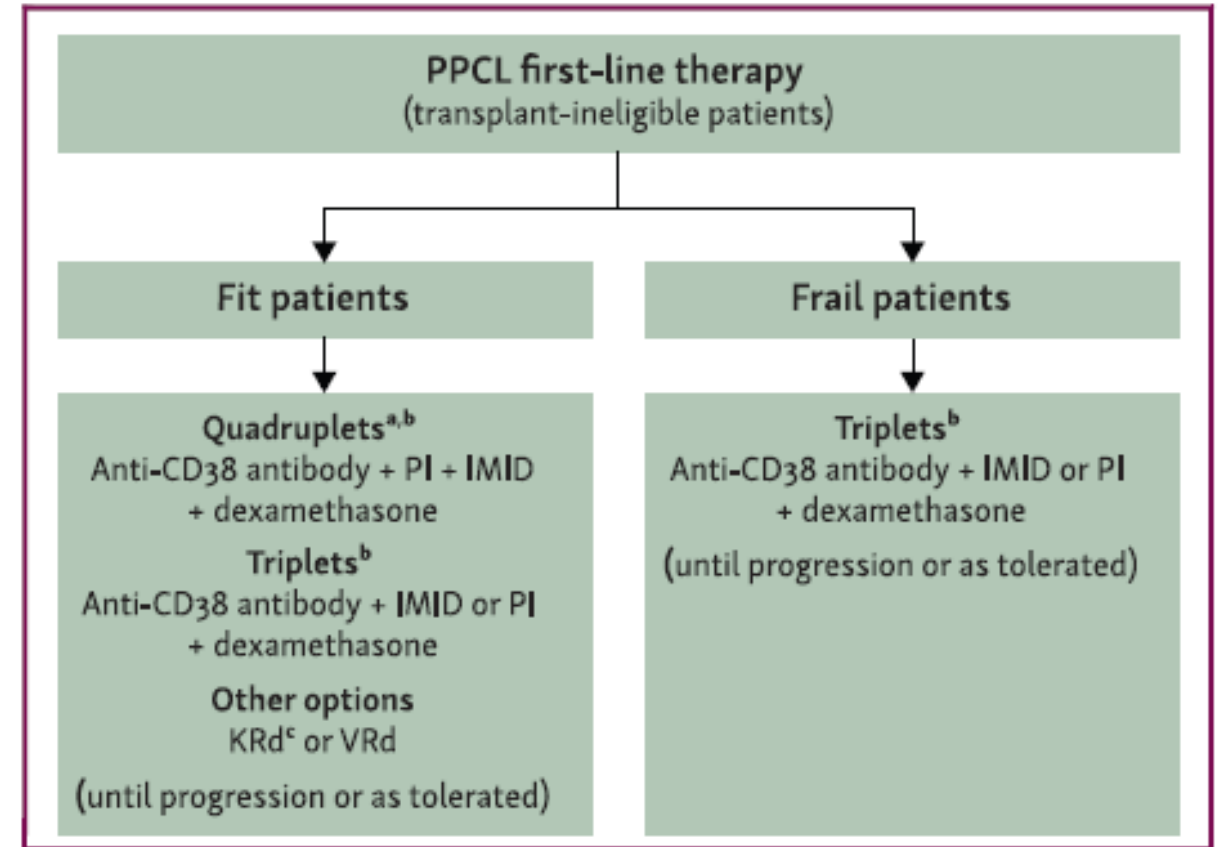 PPCL first-line therapy
(transplant-ineligible patients)
Fit patients
Quadruplets^a,b
Anti-CD38 antibody + PI + IMID
+ dexamethasone
Triplets^b
Anti-CD38 antibody + IMID or PI
+ dexamethasone
Other options
KRd^c or VRd
(until progression or as tolerated)
Frail patients
Triplets^b
Anti-CD38 antibody + IMID or PI
+ dexamethasone
(until progression or as tolerated)